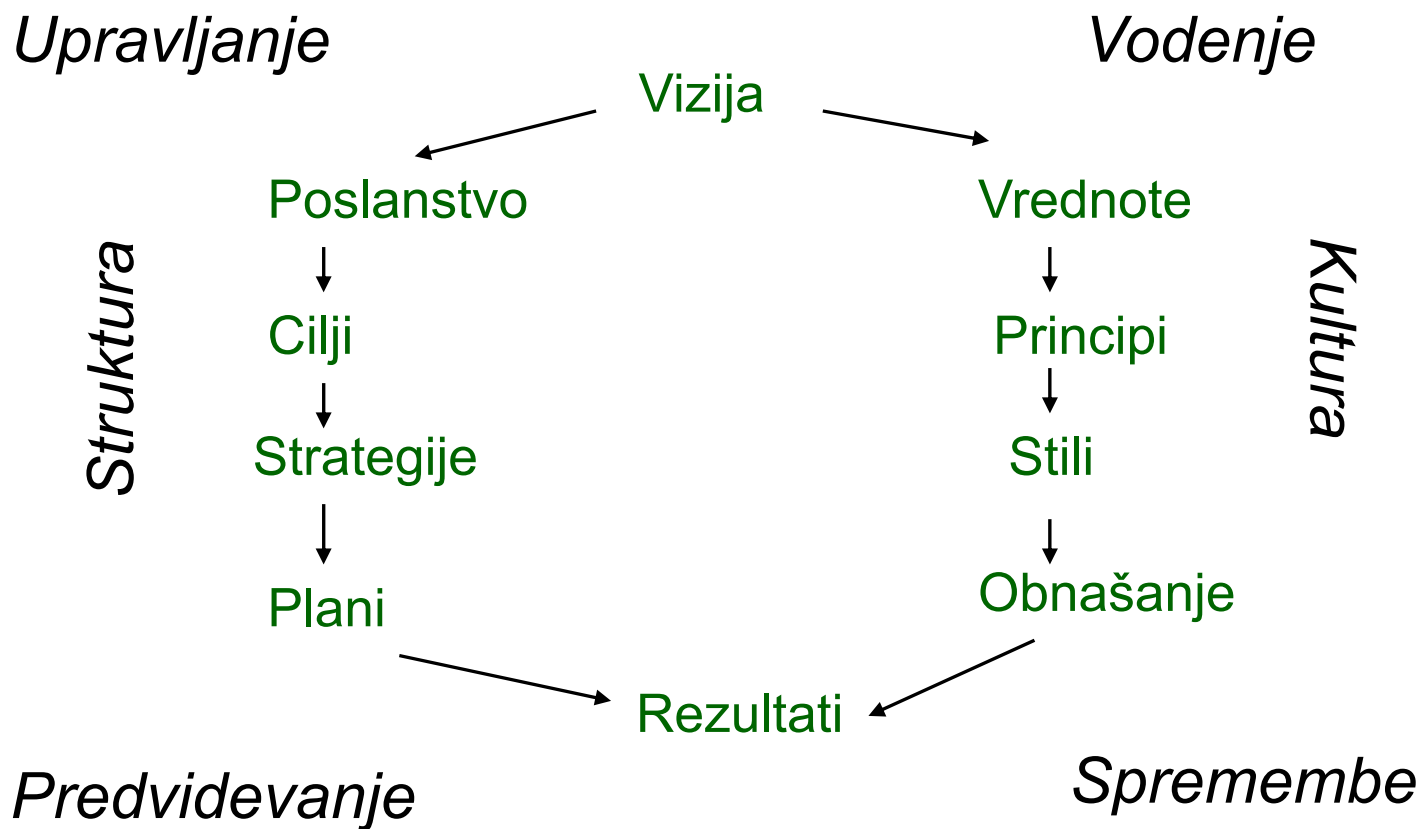 Upravljanje
Vodenje
Vizija
Poslanstvo
Vrednote
Struktura
Kultura
Cilji
Principi
Strategije
Stili
Plani
Obnašanje
Rezultati
Predvidevanje
Spremembe